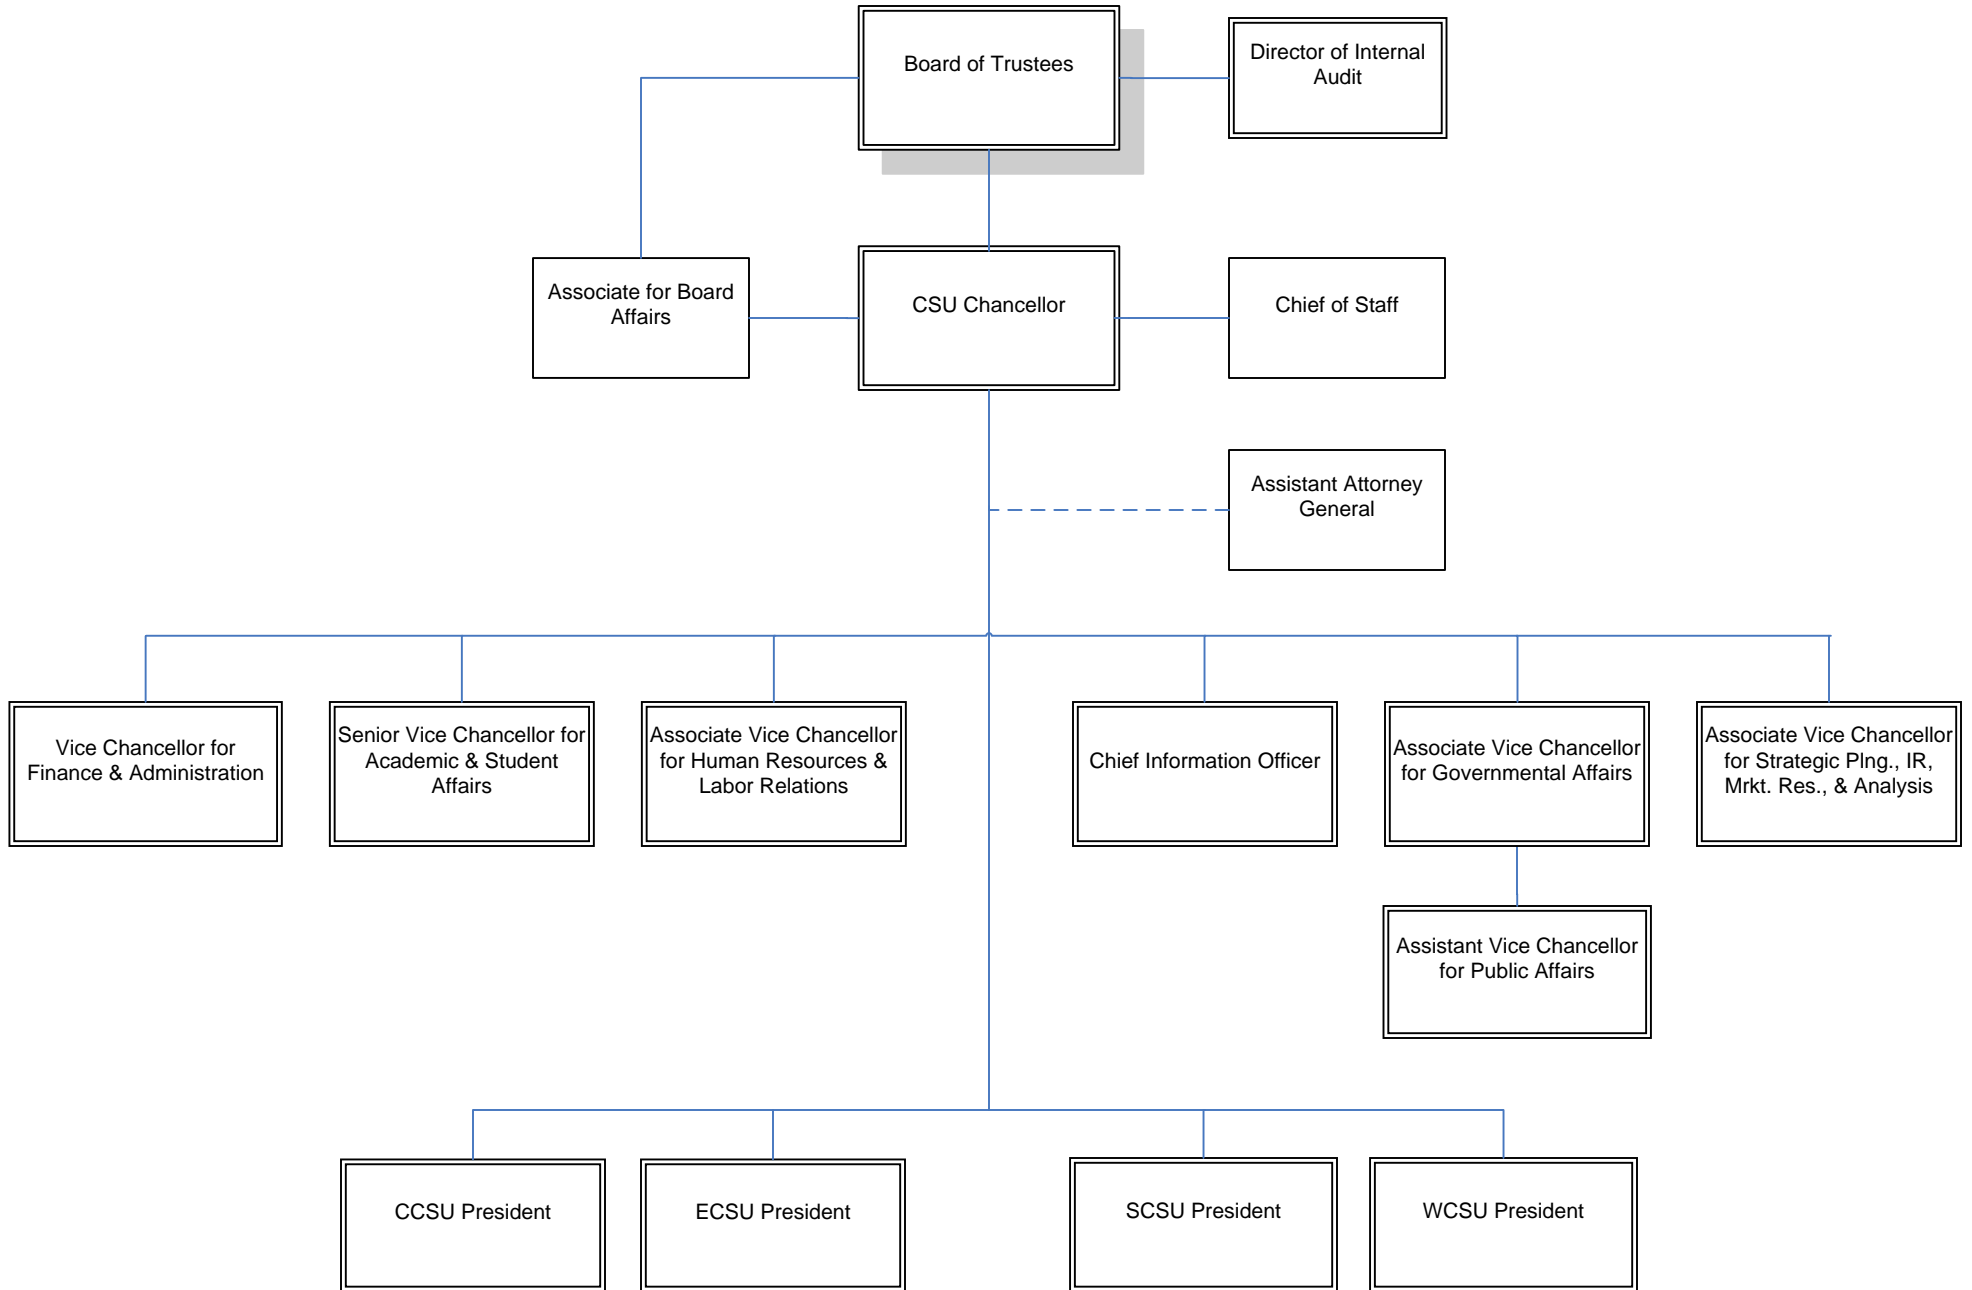 Board of Trustees
Director of Internal
Audit
Associate for Board
Affairs
CSU Chancellor
Chief of Staff
Assistant Attorney
General
Vice Chancellor for
Finance & Administration
Senior Vice Chancellor for
Academic & Student
Affairs
Associate Vice Chancellor
for Human Resources &
Labor Relations
Chief Information Officer
Associate Vice Chancellor
for Governmental Affairs
Associate Vice Chancellor
for Strategic Plng., IR,
Mrkt. Res., & Analysis
Assistant Vice Chancellor
for Public Affairs
CCSU President
ECSU President
SCSU President
WCSU President